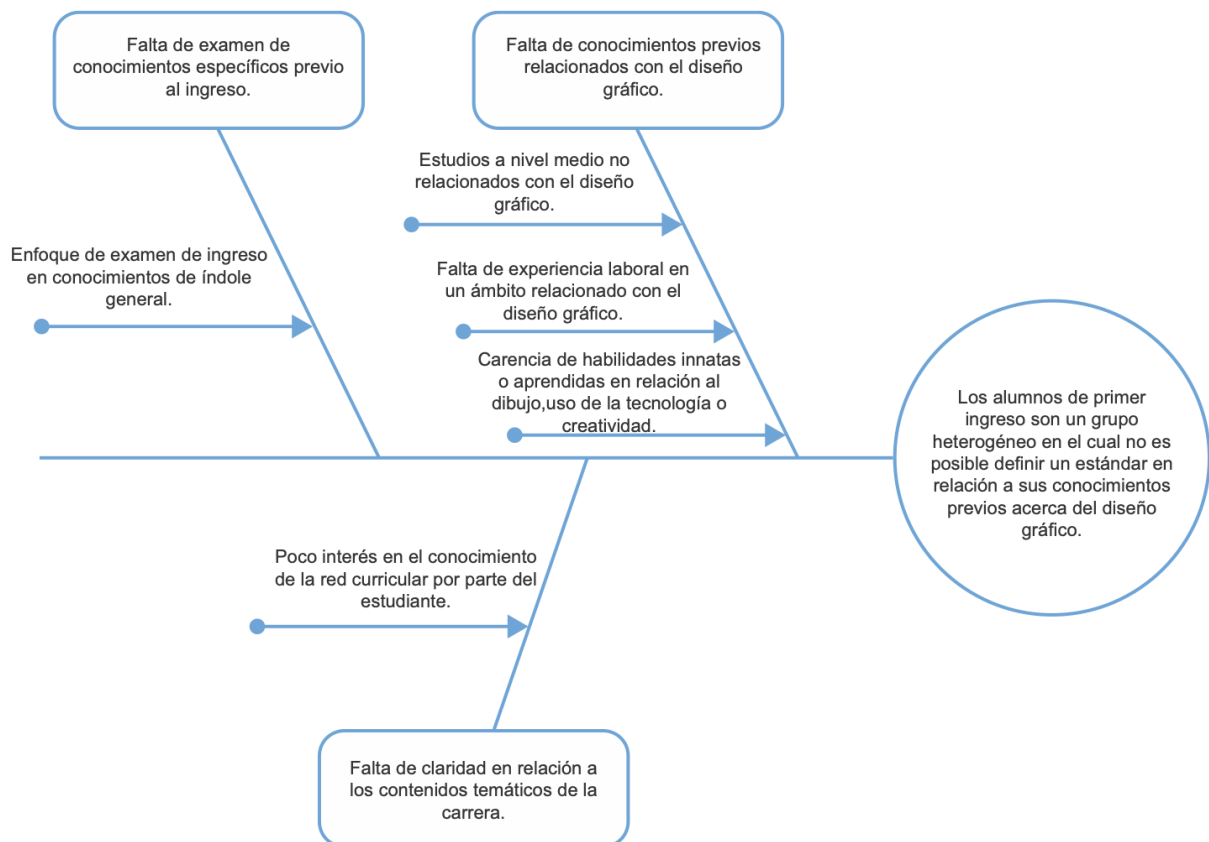 Falta de examen de
conocimientos específicos previo
al ingreso.
Falta de conocimientos previos
relacionados con el diseño
gráfico.
Estudios a nivel medio no
relacionados con el diseño
gráfico.
Enfoque de examen de ingreso
en conocimientos de índole
general.
Falta de experiencia laboral en
un ámbito relacionado con el
diseño gráfico.
Carencia de habilidades innatas
o aprendidas en relación al
dibujo,uso de la tecnología o
creatividad.
Los alumnos de primer
ingreso son un grupo
heterogéneo en el cual no es
posible definir un estándar en
relación a sus conocimientos
previos acerca del diseño
gráfico.
Poco interés en el conocimiento
de la red curricular por parte del
estudiante.
Falta de claridad en relación a
los contenidos temáticos de la
carrera.